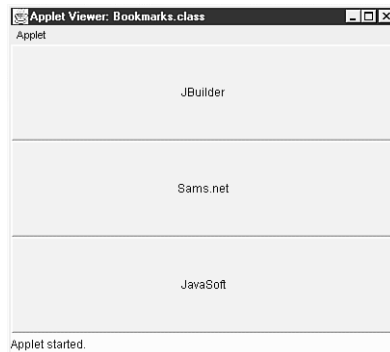 Applet Viewer: Bookmarks.class
Applet
JBuilder
Sams.net
JavaSoft
Applet started.